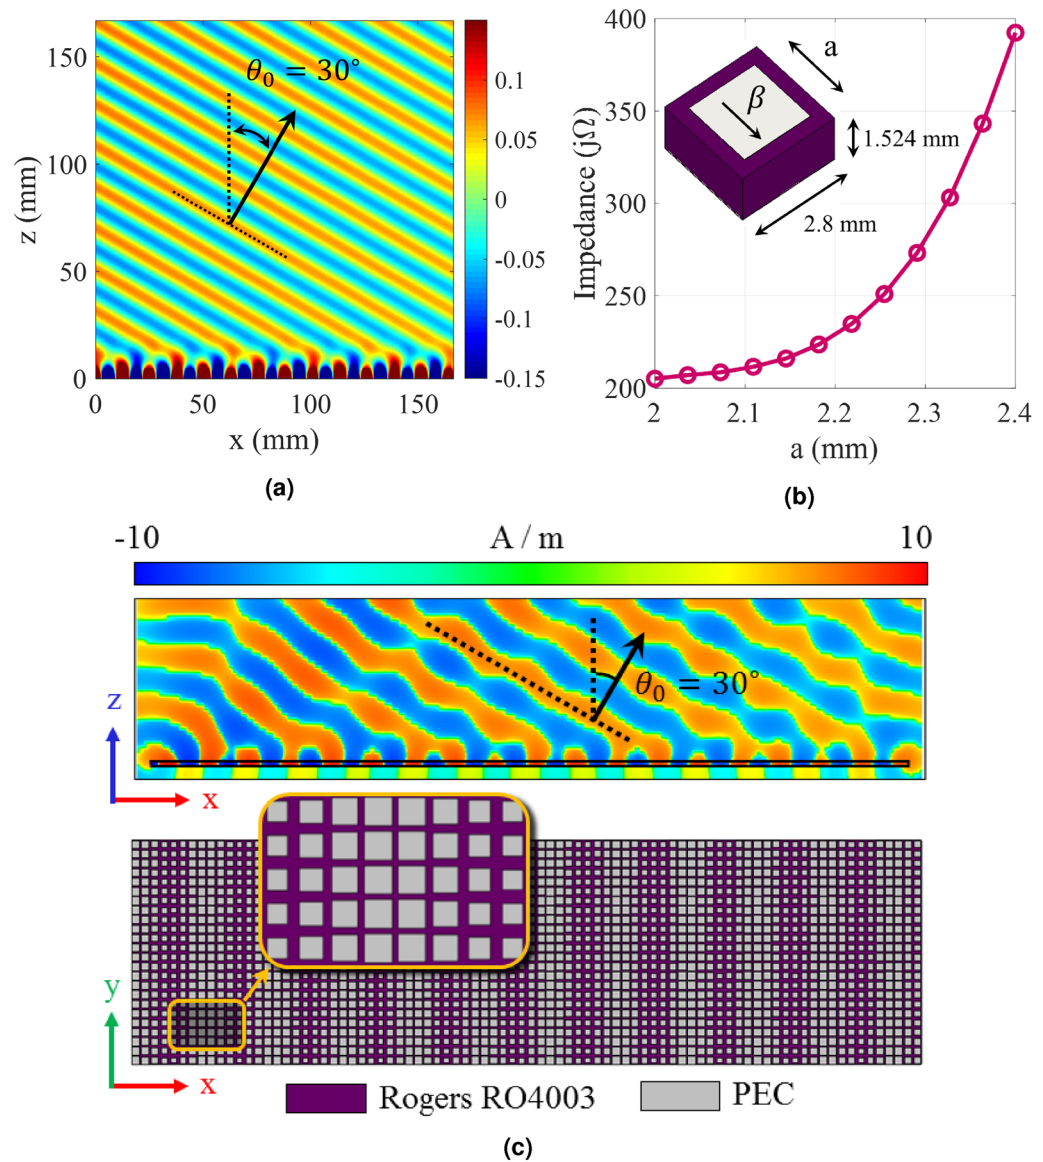 150
100
50
0
z (mm)
θ₀ = 30°
0.1
0.05
0
-0.05
-0.1
-0.15
0 50 100 150
x (mm)
(a)
400
350
300
250
200
Impedance (jΩ)
a
β
1.524 mm
2.8 mm
2 2.1 2.2 2.3 2.4
a (mm)
(b)
-10 A / m 10
θ₀ = 30°
z
x
y
x
Rogers RO4003 PEC
(c)